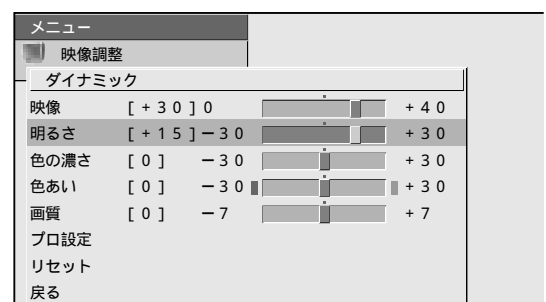 メニュー
映像調整
ダイナミック
映像 [+30] 0 +40
明るさ [+15] −30 +30
色の濃さ [0] −30 +30
色あい [0] −30 +30
画質 [0] −7 +7
プロ設定
リセット
戻る